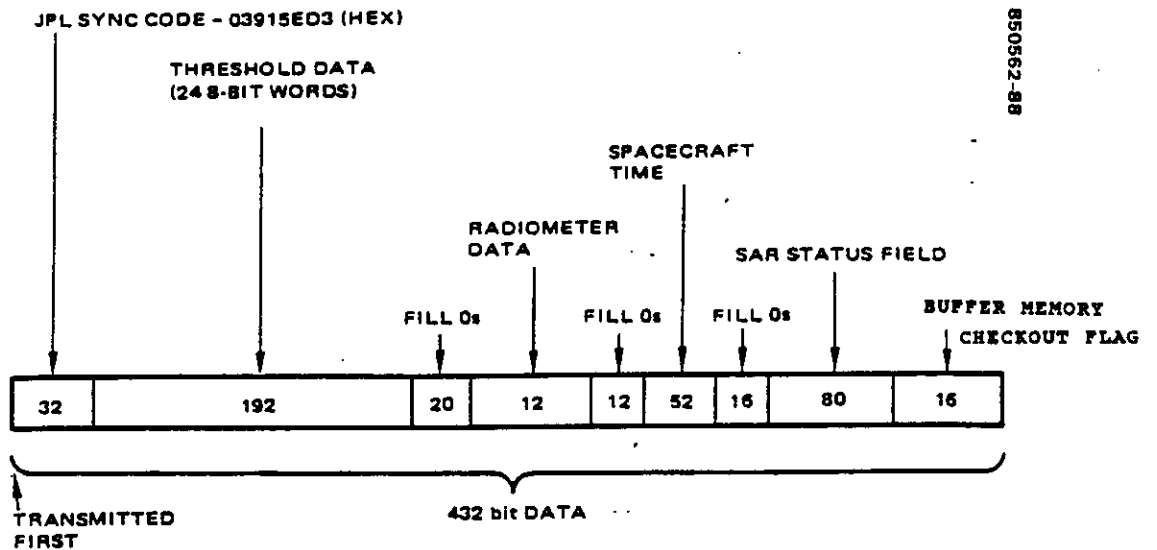 JPL SYNC CODE - 03915ED3 (HEX)
850562-88
THRESHOLD DATA
(24 8-BIT WORDS)
SPACECRAFT
TIME
RADIOMETER
DATA
SAR STATUS FIELD
FILL 0s
FILL 0s
FILL 0s
BUFFER MEMORY
CHECKOUT FLAG
32
192
20
12
12
52
16
80
16
432 bit DATA
TRANSMITTED
FIRST